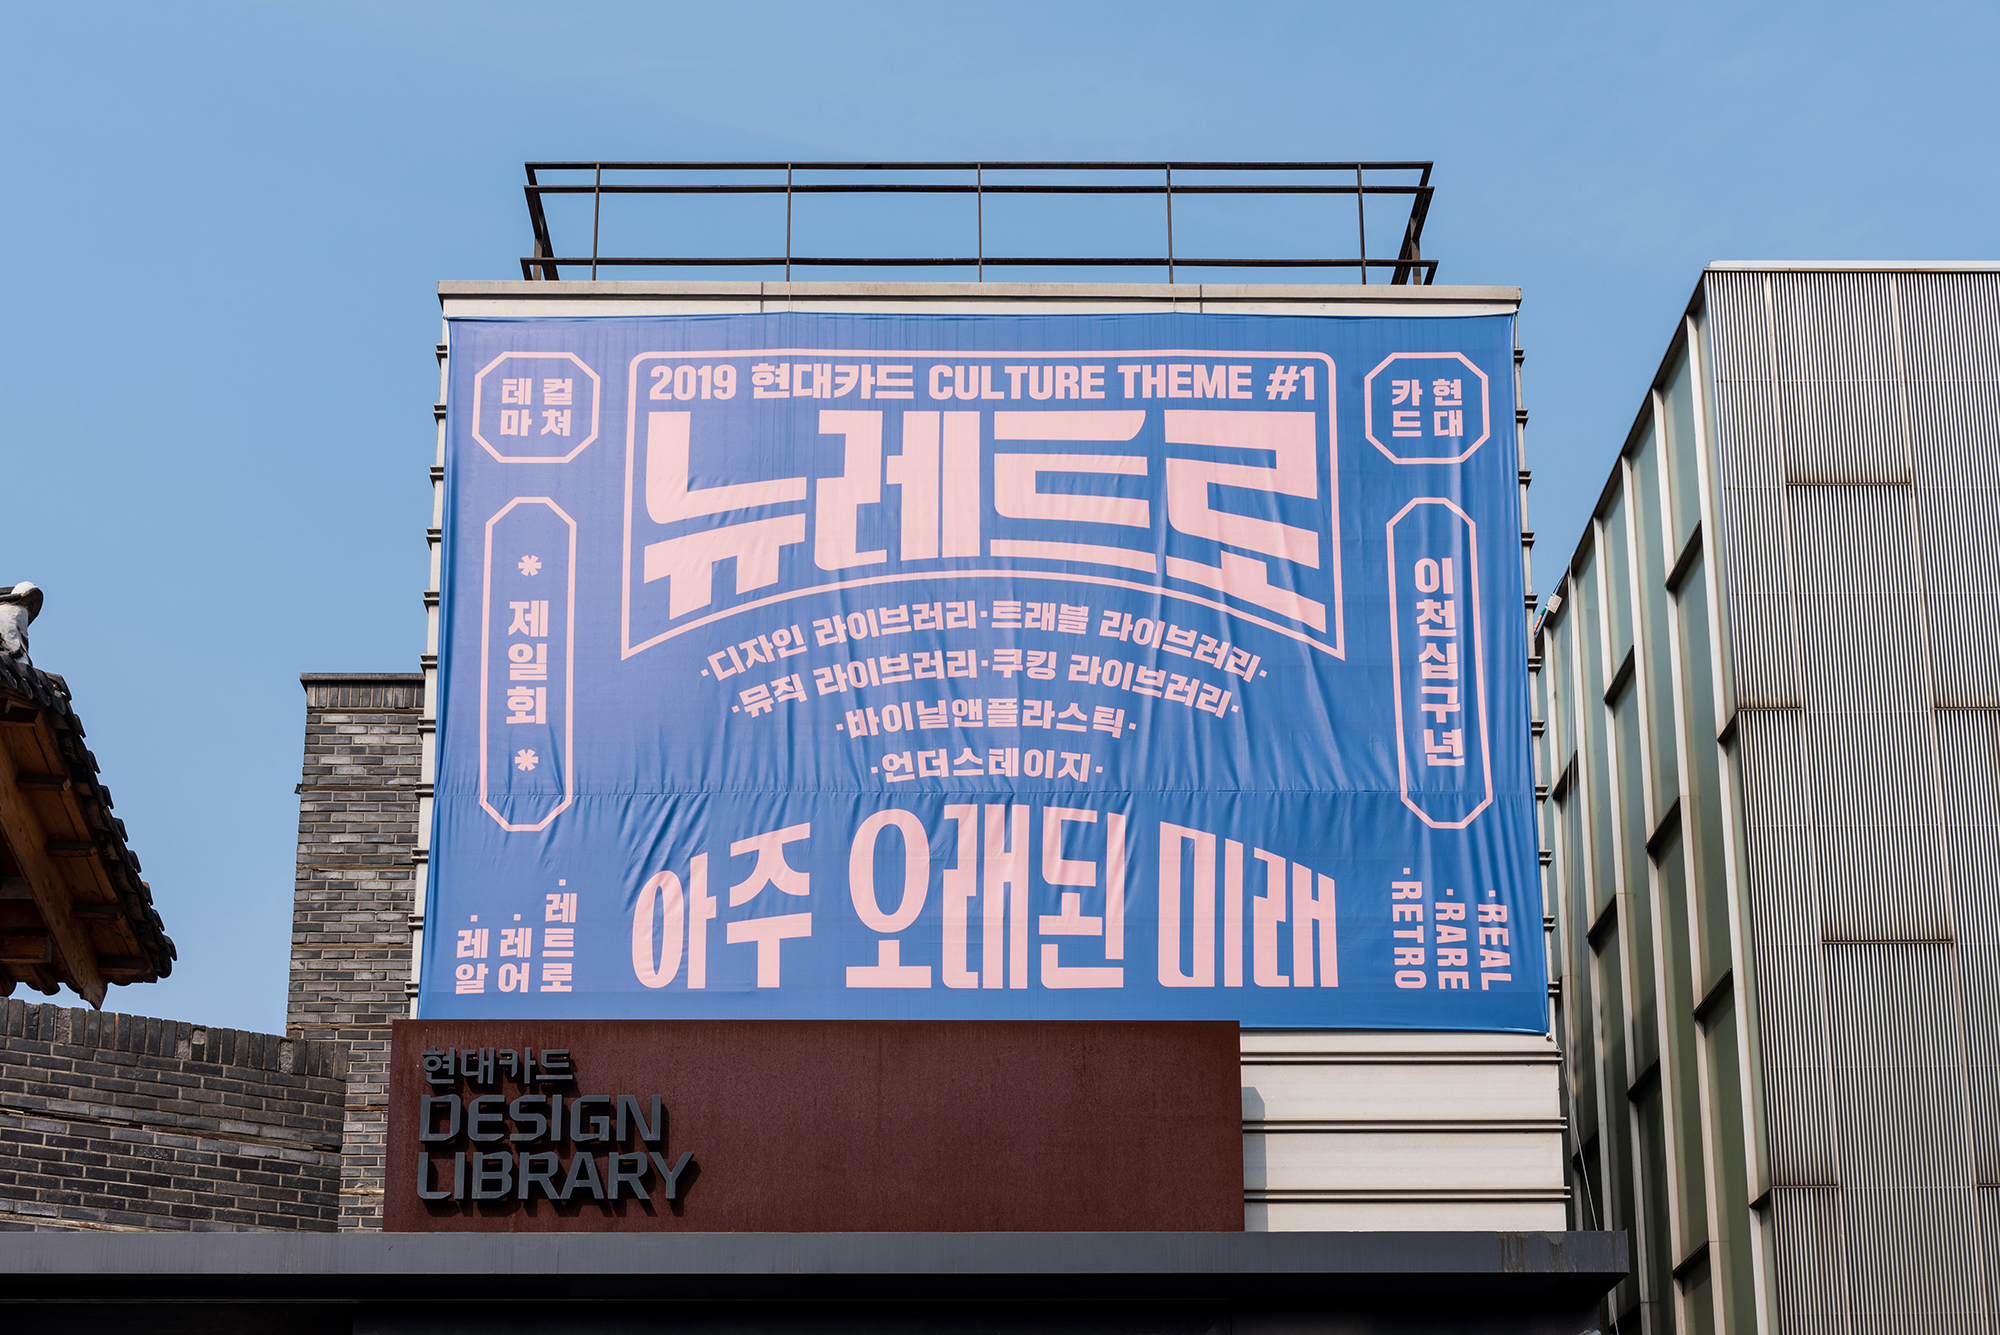 컬처
테마
2019 현대카드 CULTURE THEME #1
뉴레트로
현대
카드
* 제일회 *
이천십구년
·디자인 라이브러리·트래블 라이브러리·
·뮤직 라이브러리·쿠킹 라이브러리·
·바이닐앤플라스틱·
·언더스테이지·
아주 오래된 미래
·레트로
·레어
·레알
·REAL
·RARE
·RETRO
현대카드
DESIGN
LIBRARY